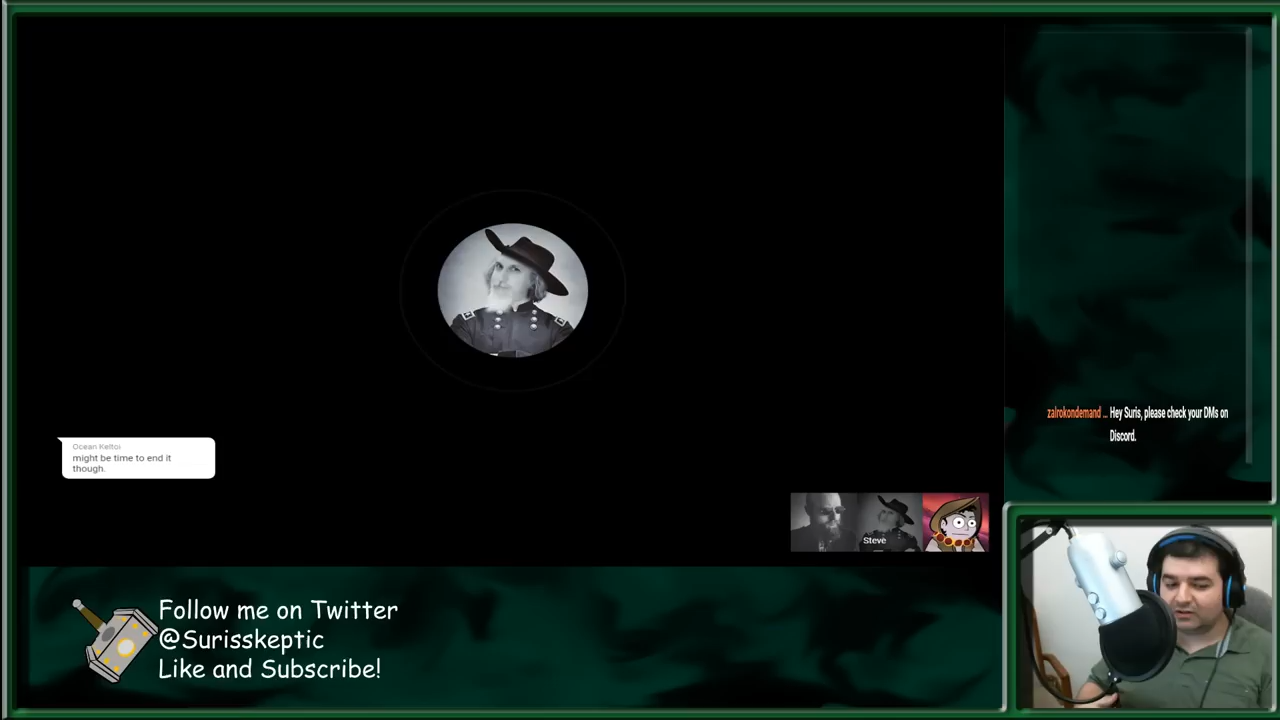 zalrokondemand ... Hey Suris, please check your DMs on
Discord.
Ocean Keltoi
might be time to end it
though.
Steve
Follow me on Twitter
@Surisskeptic
Like and Subscribe!